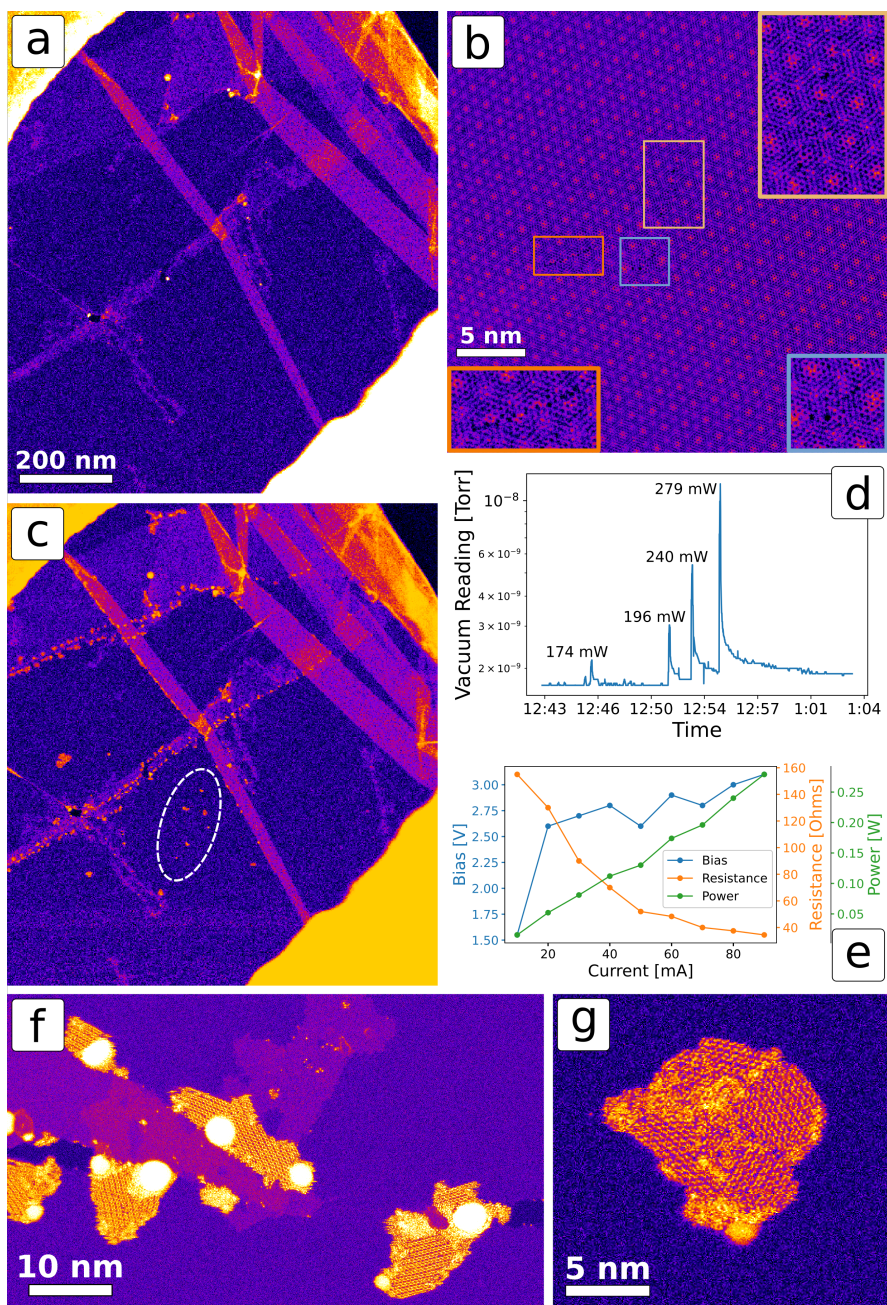 a
200 nm
b
5 nm
c
d
Vacuum Reading [Torr]
10⁻⁸
6 × 10⁻⁹
4 × 10⁻⁹
3 × 10⁻⁹
2 × 10⁻⁹
279 mW
240 mW
196 mW
174 mW
12:43 12:46 12:50 12:54 12:57 1:01 1:04
Time
e
Bias [V]
3.00
2.75
2.50
2.25
2.00
1.75
1.50
Bias
Resistance
Power
20 40 60 80
Current [mA]
160
140
120
100
80
60
40
Resistance [Ohms]
0.25
0.20
0.15
0.10
0.05
Power [W]
f
10 nm
g
5 nm